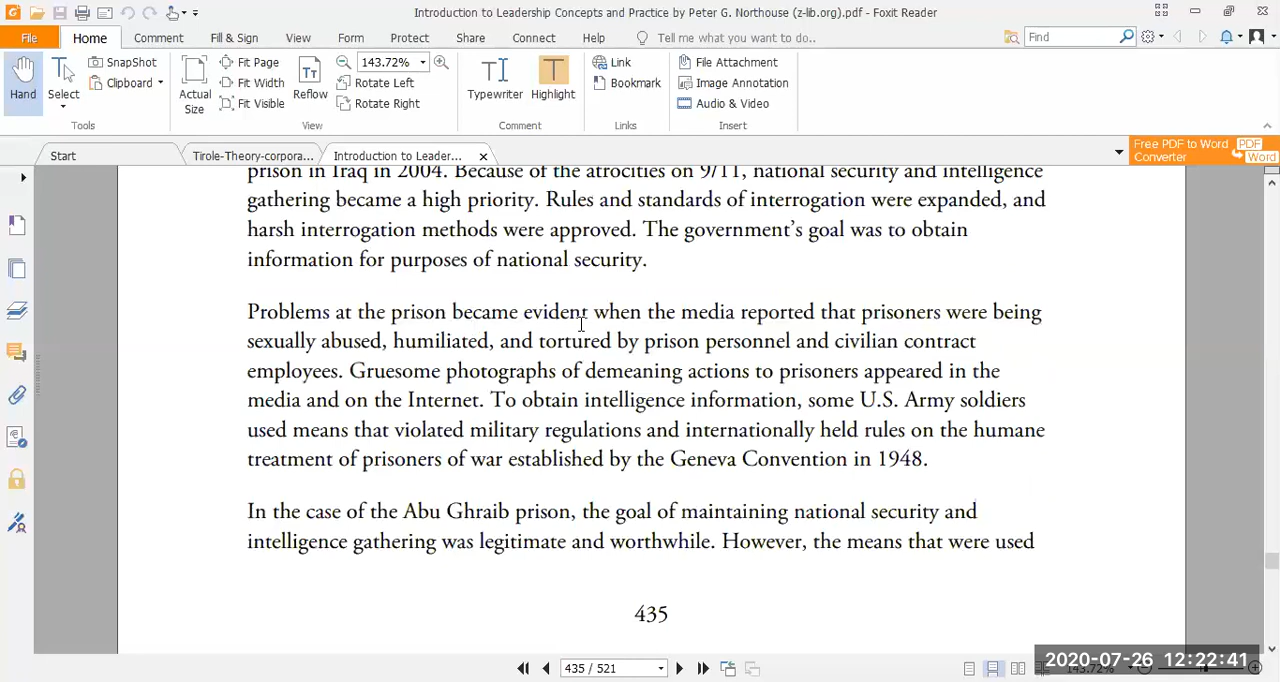 Introduction to Leadership Concepts and Practice by Peter G. Northouse (z-lib.org).pdf - Foxit Reader
File Home Comment Fill & Sign View Form Protect Share Connect Help Tell me what you want to do.. Find
Hand
Select
SnapShot
Clipboard
Tools
Actual Size
Fit Page
Fit Width
Fit Visible
Reflow
143.72%
Rotate Left
Rotate Right
View
Typewriter
Highlight
Comment
Link
Bookmark
Links
File Attachment
Image Annotation
Audio & Video
Insert
Start Tirole-Theory-corpora... Introduction to Leader...
Free PDF to Word
Converter
PDF
Word
prison in Iraq in 2004. Because of the atrocities on 9/11, national security and intelligence
gathering became a high priority. Rules and standards of interrogation were expanded, and
harsh interrogation methods were approved. The government's goal was to obtain
information for purposes of national security.
Problems at the prison became evident when the media reported that prisoners were being
sexually abused, humiliated, and tortured by prison personnel and civilian contract
employees. Gruesome photographs of demeaning actions to prisoners appeared in the
media and on the Internet. To obtain intelligence information, some U.S. Army soldiers
used means that violated military regulations and internationally held rules on the humane
treatment of prisoners of war established by the Geneva Convention in 1948.
In the case of the Abu Ghraib prison, the goal of maintaining national security and
intelligence gathering was legitimate and worthwhile. However, the means that were used
435
435 / 521
2020-07-26 12:22:41
143.72%